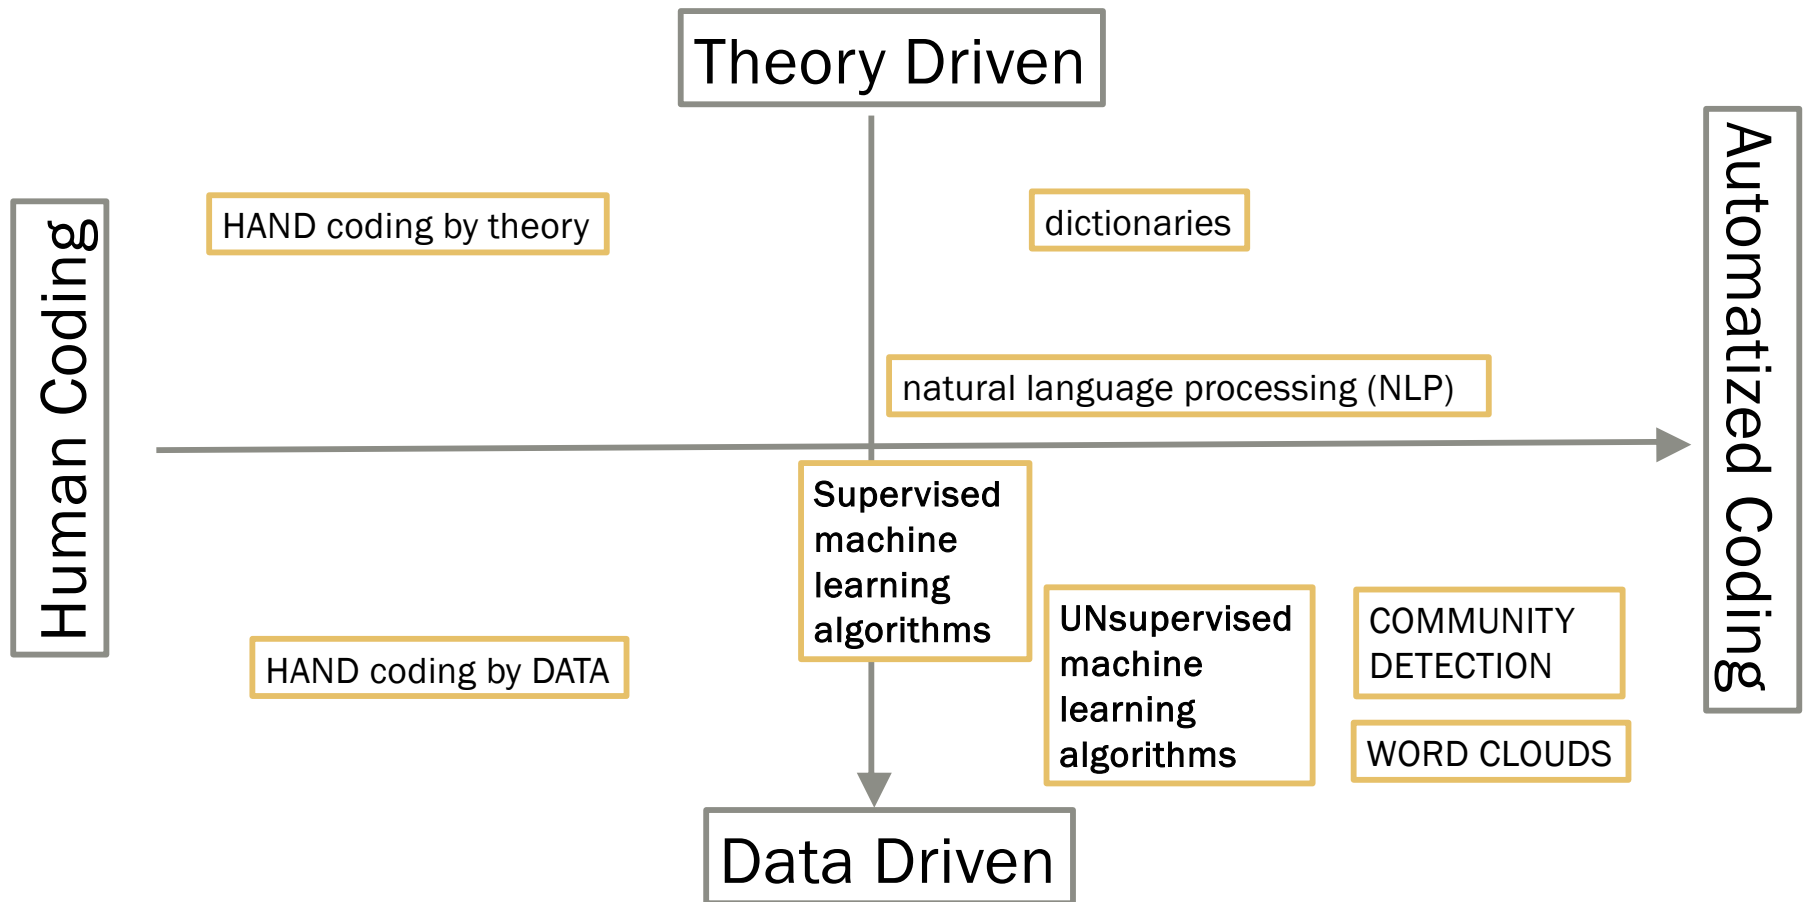 Theory Driven
Human Coding
Automatized Coding
HAND coding by theory
dictionaries
natural language processing (NLP)
Supervised
machine
learning
algorithms
HAND coding by DATA
UNsupervised
machine
learning
algorithms
COMMUNITY
DETECTION
WORD CLOUDS
Data Driven